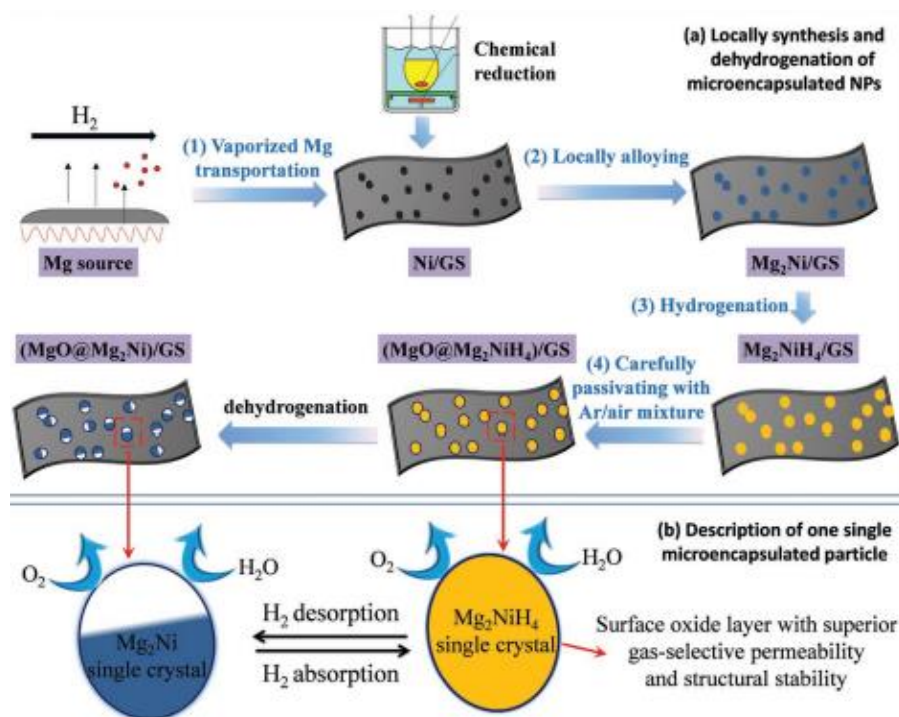 (a) Locally synthesis and
dehydrogenation of
microencapsulated NPs
Chemical
reduction
H₂
(1) Vaporized Mg
transportation
(2) Locally alloying
Mg source
Ni/GS
Mg₂Ni/GS
(3) Hydrogenation
(MgO@Mg₂Ni)/GS
(MgO@Mg₂NiH₄)/GS
Mg₂NiH₄/GS
dehydrogenation
(4) Carefully
passivating with
Ar/air mixture
(b) Description of one single
microencapsulated particle
O₂
H₂O
O₂
H₂O
Mg₂Ni
single crystal
H₂ desorption
H₂ absorption
Mg₂NiH₄
single crystal
Surface oxide layer with superior
gas-selective permeability
and structural stability